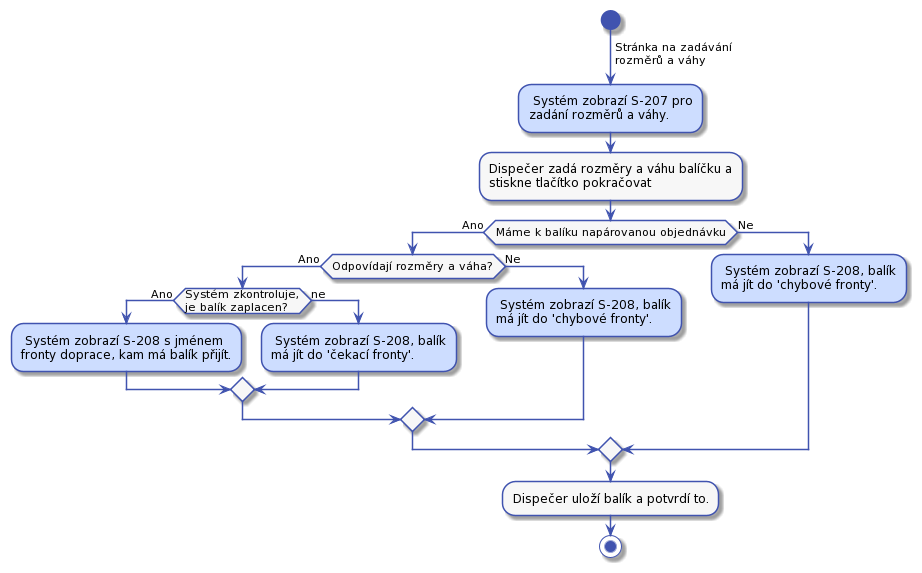 Stránka na zadávání
rozměrů a váhy
Systém zobrazí S-207 pro
zadání rozměrů a váhy.
Dispečer zadá rozměry a váhu balíčku a
stiskne tlačítko pokračovat
Ano
Máme k balíku napárovanou objednávku
Ne
Ano
Odpovídají rozměry a váha?
Ne
Systém zobrazí S-208, balík
má jít do 'chybové fronty'.
Ano
Systém zkontroluje,
je balík zaplacen?
ne
Systém zobrazí S-208, balík
má jít do 'chybové fronty'.
Systém zobrazí S-208 s jménem
fronty doprace, kam má balík přijít.
Systém zobrazí S-208, balík
má jít do 'čekací fronty'.
Dispečer uloží balík a potvrdí to.